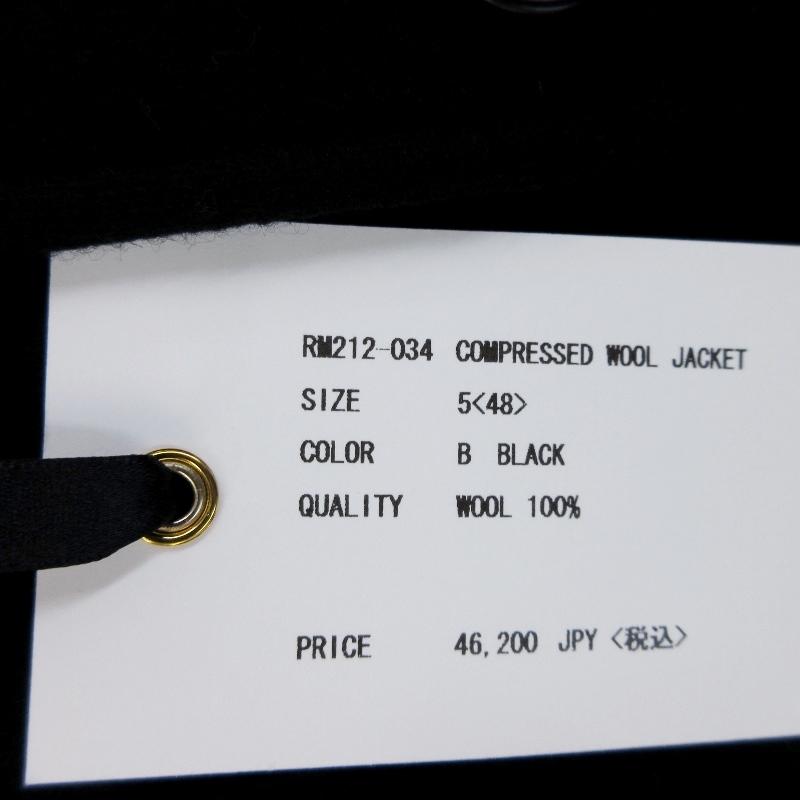 RM212-034 COMPRESSED WOOL JACKET
SIZE 5<48>
COLOR B BLACK
QUALITY WOOL 100%
PRICE 46,200 JPY <税込>